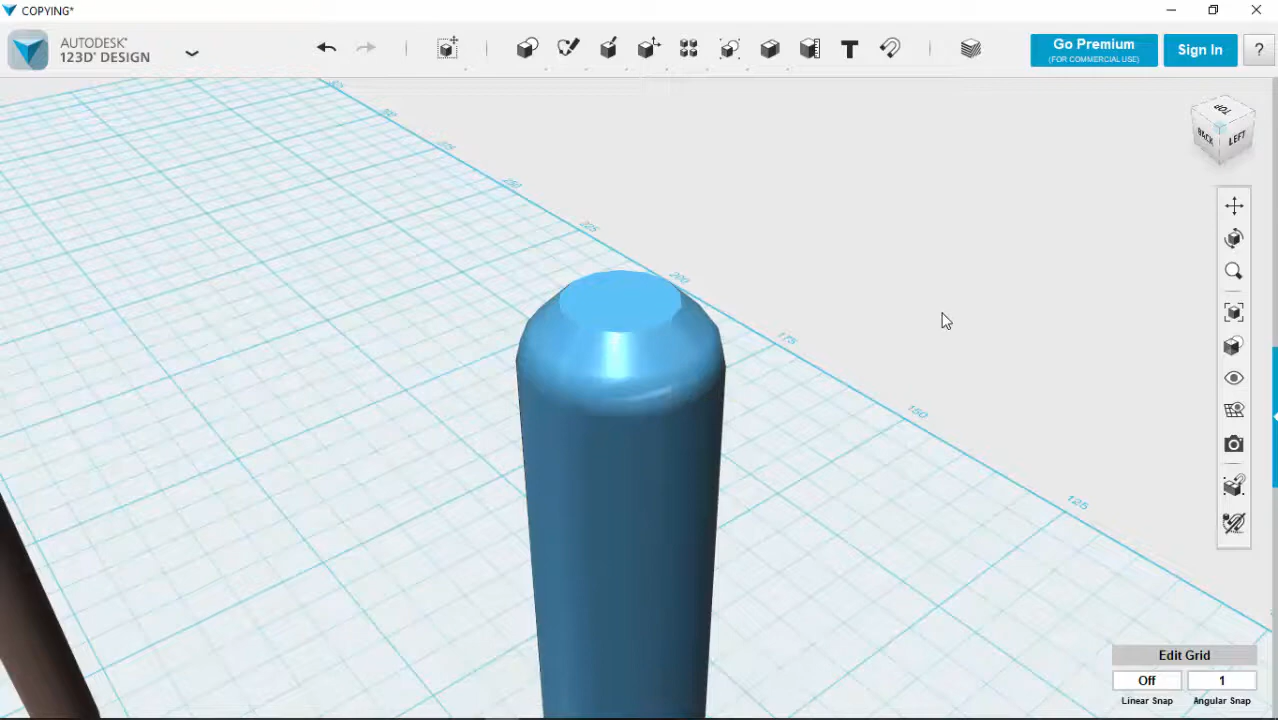 COPYING*
AUTODESK®
123D® DESIGN
Go Premium
(FOR COMMERCIAL USE)
Sign In
?
TOP
BACK
LEFT
225
200
175
150
125
Edit Grid
Off
1
Linear Snap
Angular Snap